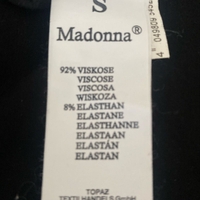 S
Madonna®
92% VISKOSE
VISCOSE
VISCOSA
WISKOZA
8% ELASTHAN
ELASTANE
ELASTHANNE
ELASTAAN
ELASTÁN
ELASTAN
TOPAZ
TEXTILHANDELS GmbH